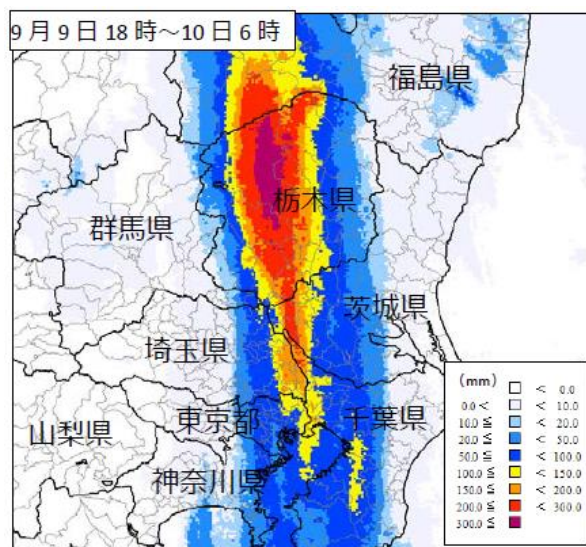 9月9日18時～10日6時
福島県
栃木県
群馬県
茨城県
埼玉県
東京都
千葉県
山梨県
神奈川県
(mm)
＜ 0.0
0.0＜ ＜ 10.0
10.0≦ ＜ 20.0
20.0≦ ＜ 50.0
50.0≦ ＜ 100.0
100.0≦ ＜ 150.0
150.0≦ ＜ 200.0
200.0≦ ＜ 300.0
300.0≦